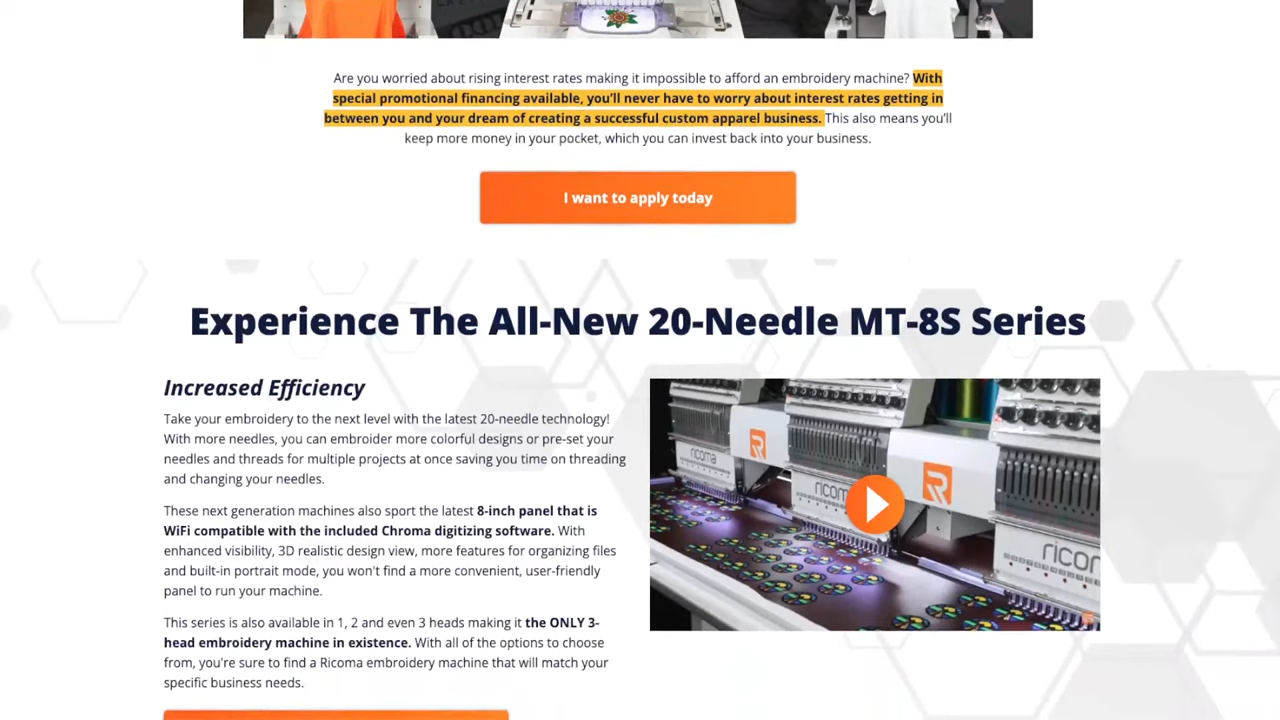 Are you worried about rising interest rates making it impossible to afford an embroidery machine? With
special promotional financing available, you'll never have to worry about interest rates getting in
between you and your dream of creating a successful custom apparel business. This also means you'll
keep more money in your pocket, which you can invest back into your business.
I want to apply today
Experience The All-New 20-Needle MT-8S Series
Increased Efficiency
Take your embroidery to the next level with the latest 20-needle technology!
With more needles, you can embroider more colorful designs or pre-set your
needles and threads for multiple projects at once saving you time on threading
and changing your needles.
These next generation machines also sport the latest 8-inch panel that is
WiFi compatible with the included Chroma digitizing software. With
enhanced visibility, 3D realistic design view, more features for organizing files
and built-in portrait mode, you won't find a more convenient, user-friendly
panel to run your machine.
This series is also available in 1, 2 and even 3 heads making it the ONLY 3-
head embroidery machine in existence. With all of the options to choose
from, you're sure to find a Ricoma embroidery machine that will match your
specific business needs.
ricoma
ricoma
ricoma